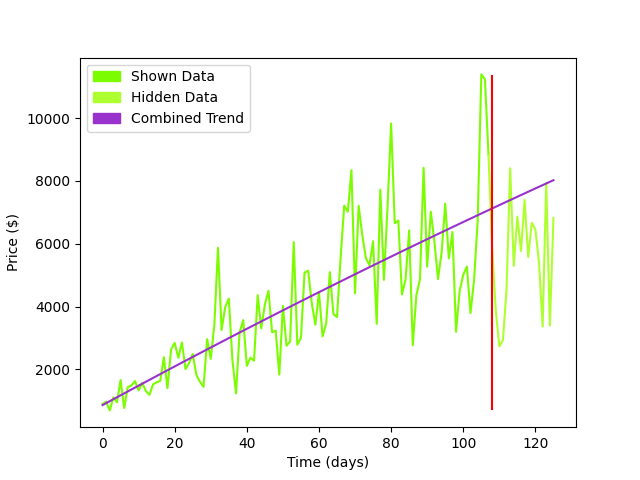 Shown Data
Hidden Data
Combined Trend
Price ($)
10000
8000
6000
4000
2000
0 20 40 60 80 100 120
Time (days)